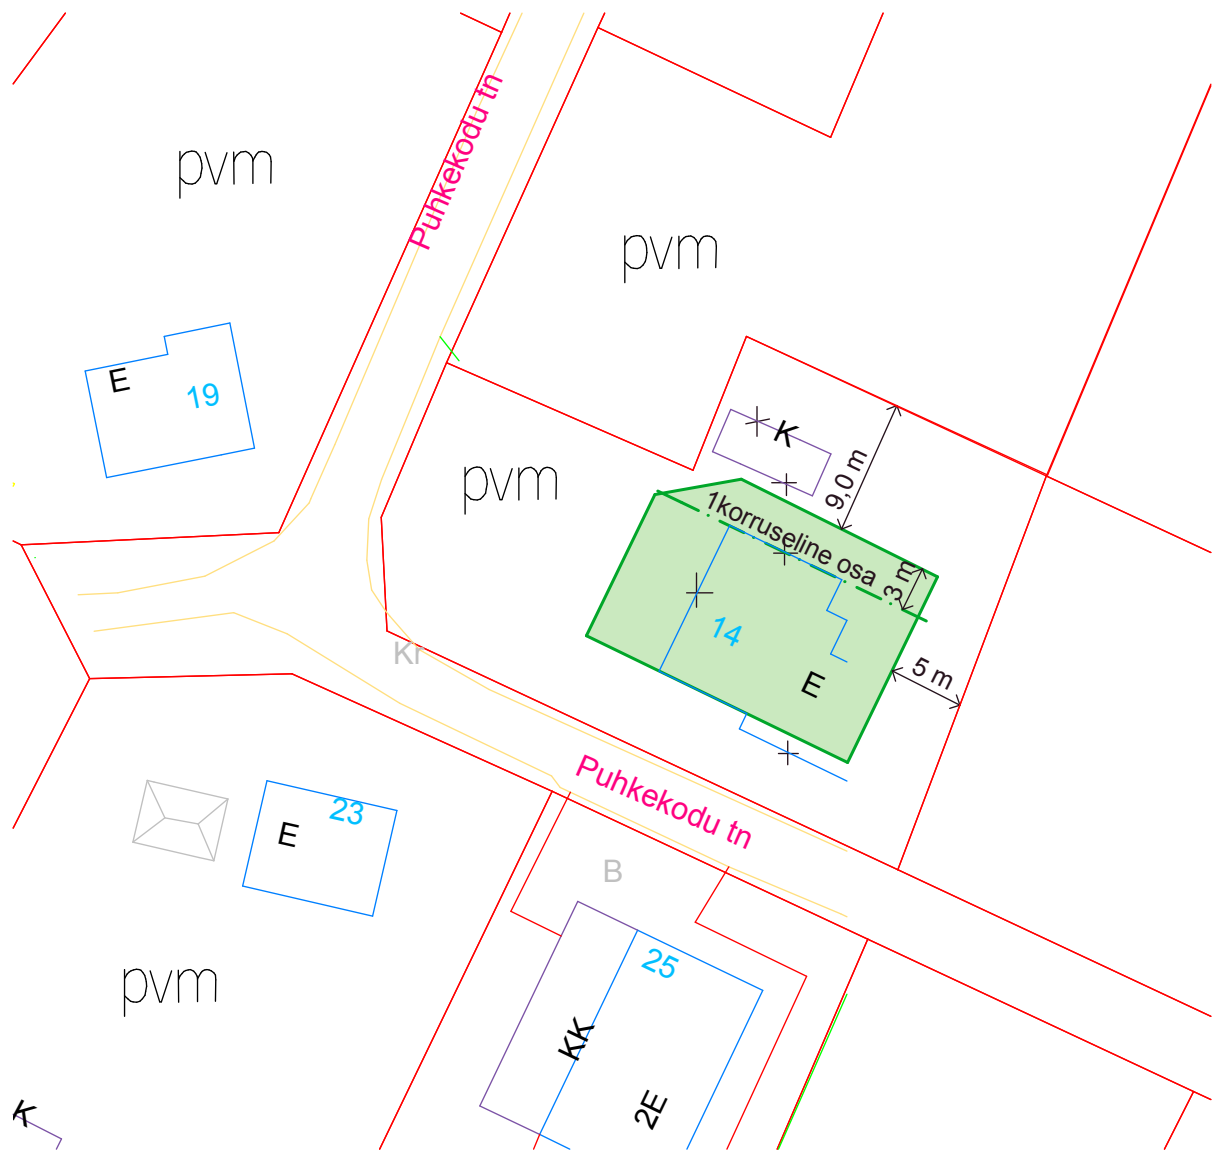 Puhkekodu tn
pvm
pvm
E
19
K
9,0 m
pvm
1korruseline osa
3 m
14
5 m
E
Kr
Puhkekodu tn
23
E
B
25
pvm
KK
2E
K